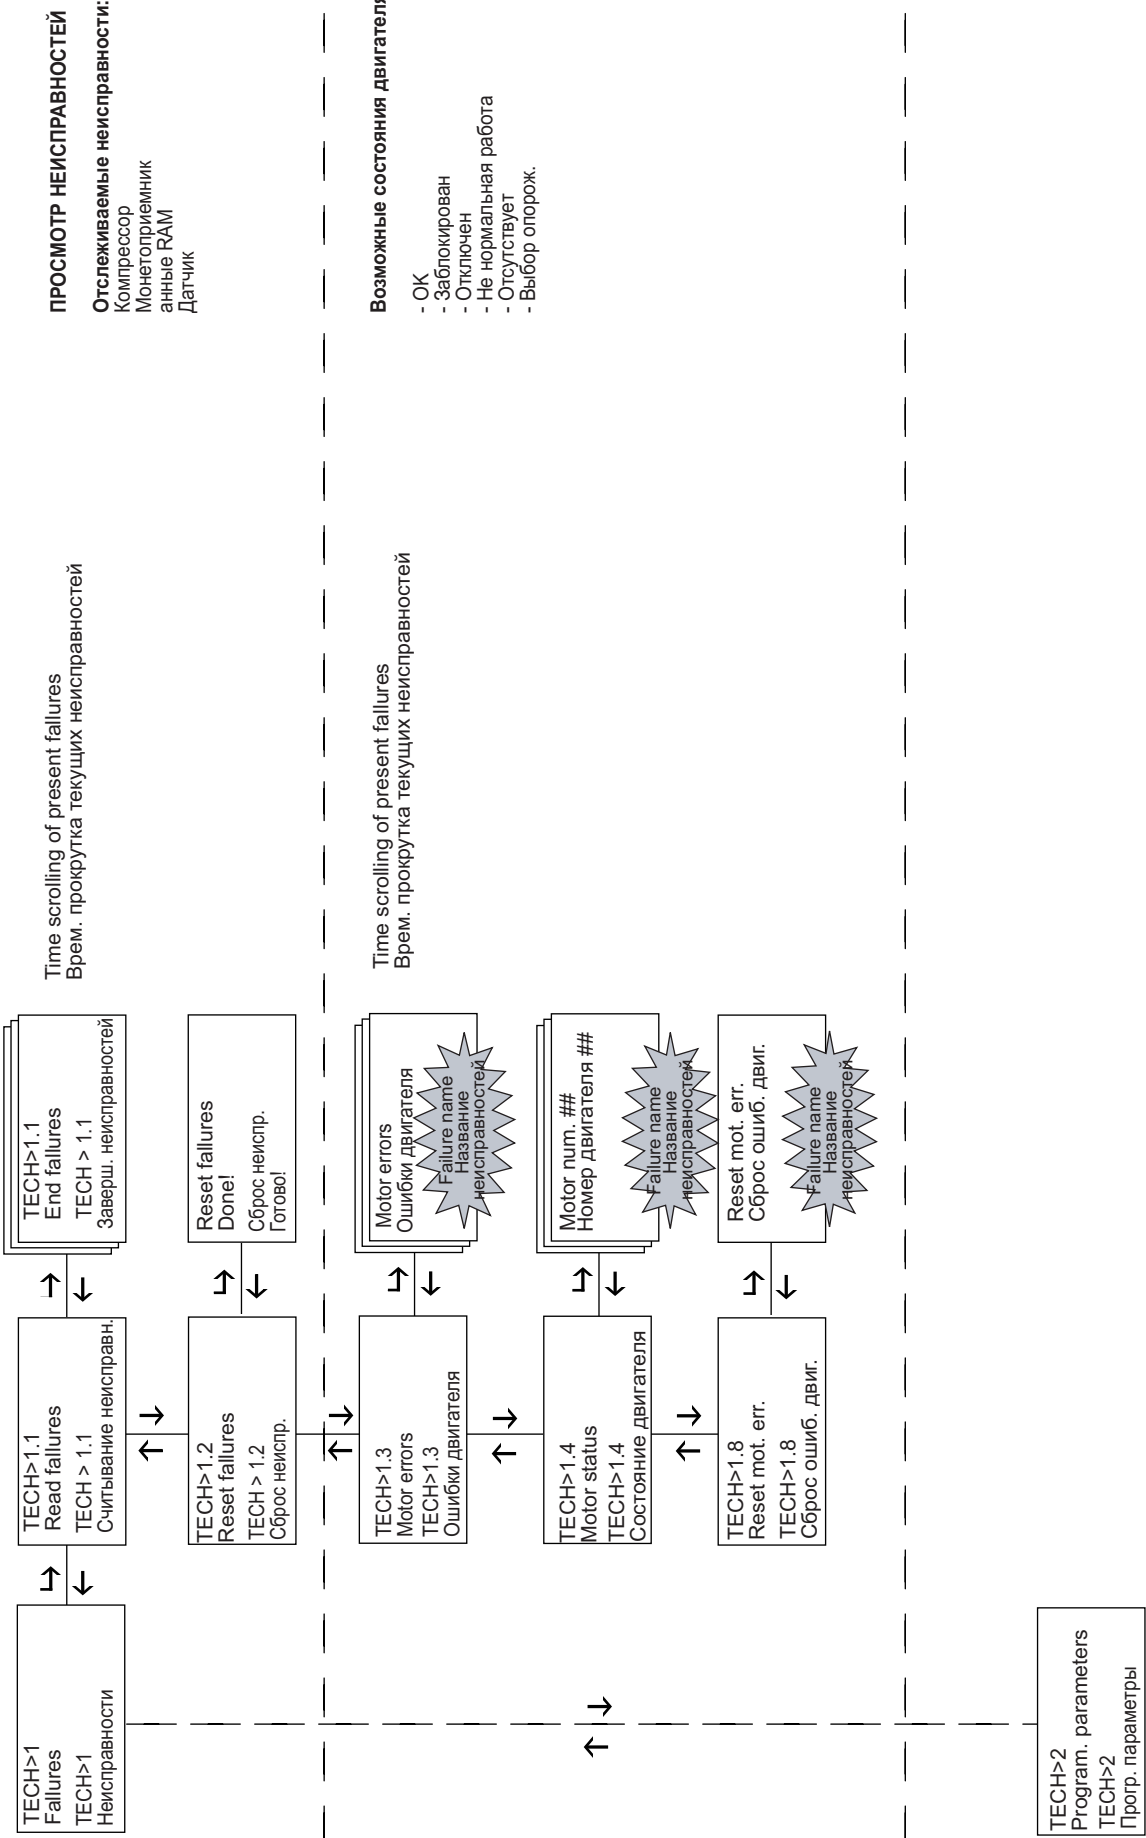 ПРОСМОТР НЕИСПРАВНОСТЕЙ
Отслеживаемые неисправности:
Компрессор
Монетоприемник
анные RAM
Датчик
Time scrolling of present fallures
Врем. прокрутка текущих неисправностей
TECH>1
Fallures
TECH>1
Неисправности
TECH>1.1
Read fallures
TECH > 1.1
Считывание неисправн.
TECH>1.1
End fallures
TECH > 1.1
Заверш. неисправностей
TECH>1.2
Reset fallures
TECH > 1.2
Сброс неиспр.
Reset fallures
Done!
Сброс неиспр.
Готово!
Возможные состояния двигателя
- OK
- Заблокирован
- Отключен
- Не нормальная работа
- Отсутствует
- Выбор опорож.
Time scrolling of present fallures
Врем. прокрутка текущих неисправностей
TECH>1.3
Motor errors
TECH>1.3
Ошибки двигателя
Motor errors
Ошибки двигателя
Failure name
Название
неисправностей
TECH>1.4
Motor status
TECH>1.4
Состояние двигателя
Motor num. ##
Номер двигателя ##
Failure name
Название
неисправностей
TECH>1.8
Reset mot. err.
TECH>1.8
Сброс ошиб. двиг.
Reset mot. err.
Сброс ошиб. двиг.
Failure name
Название
неисправностей
TECH>2
Program. parameters
TECH>2
Прогр. параметры